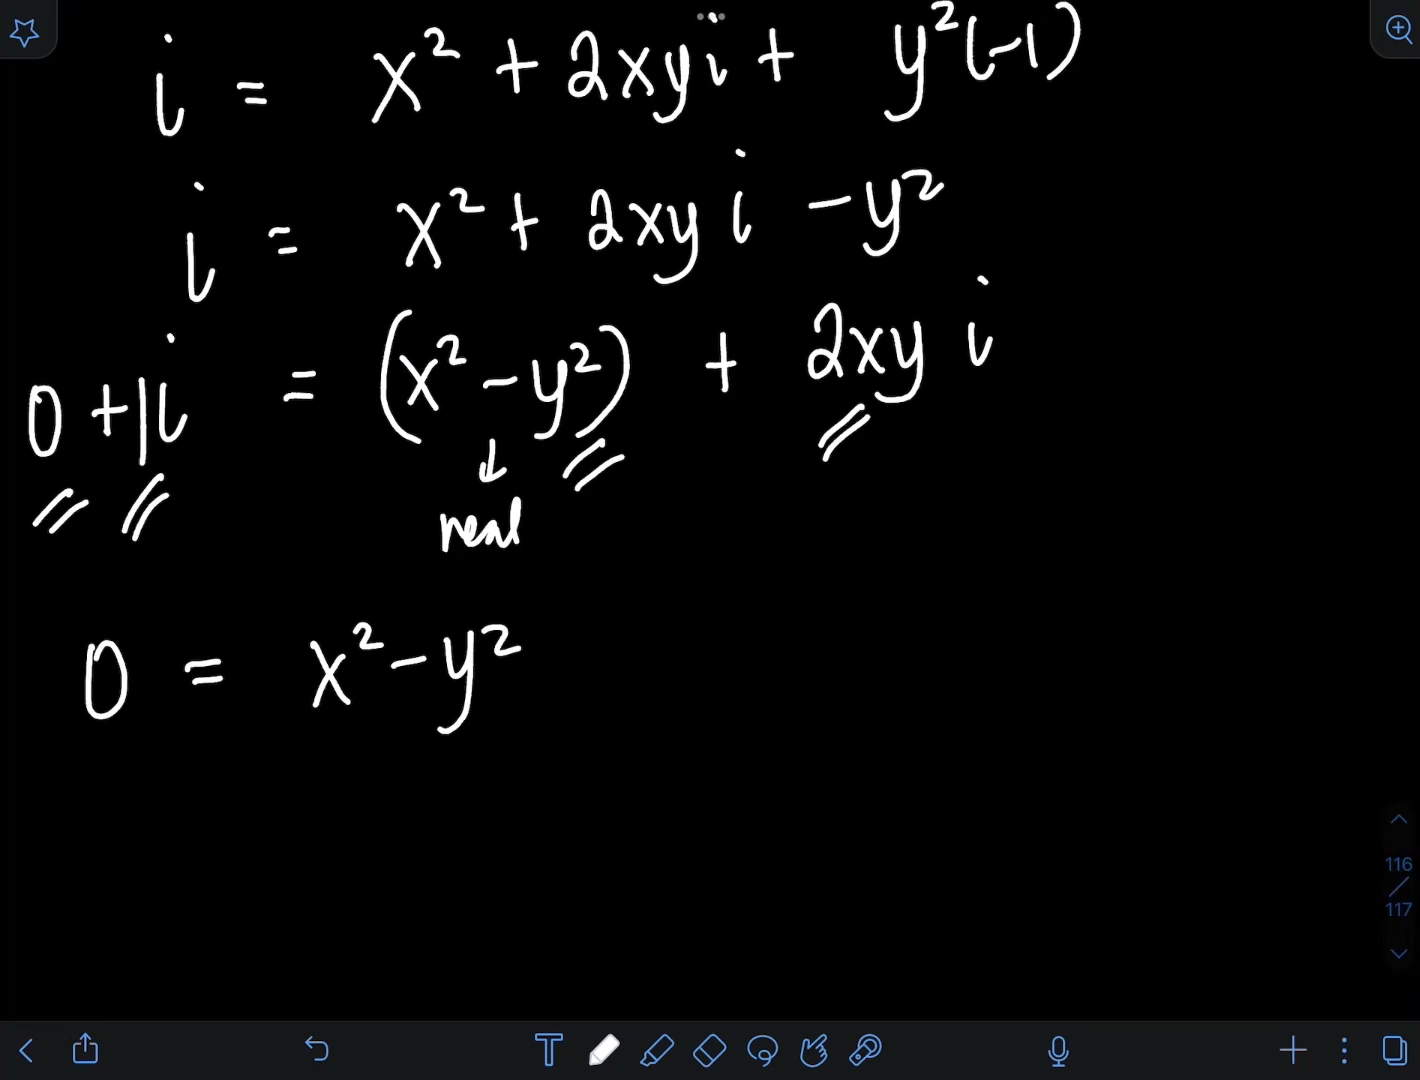 i = x² + 2xyi + y²(-1)
i = x² + 2xy i - y²
0 + 1i = (x² - y²) + 2xy i
real
0 = x² - y²
116
/
117
T